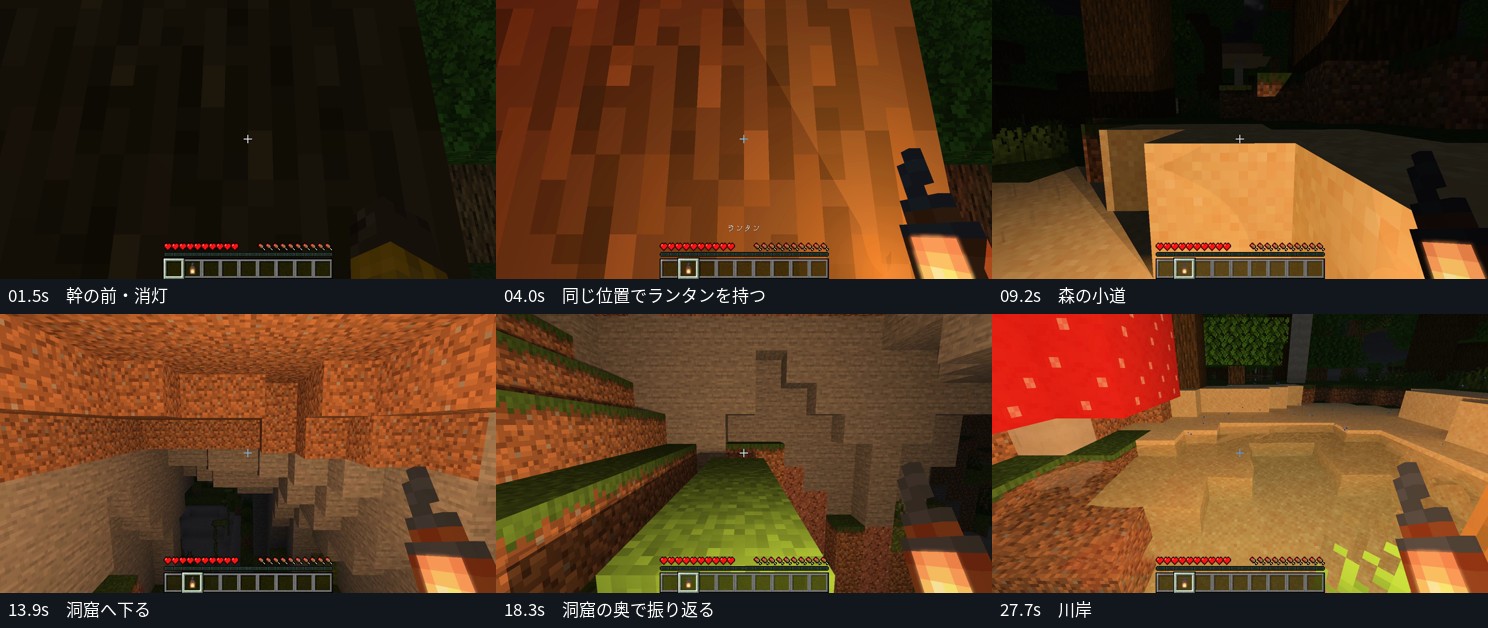 ランタン
01.5s 幹の前・消灯
04.0s 同じ位置でランタンを持つ
09.2s 森の小道
13.9s 洞窟へ下る
18.3s 洞窟の奥で振り返る
27.7s 川岸